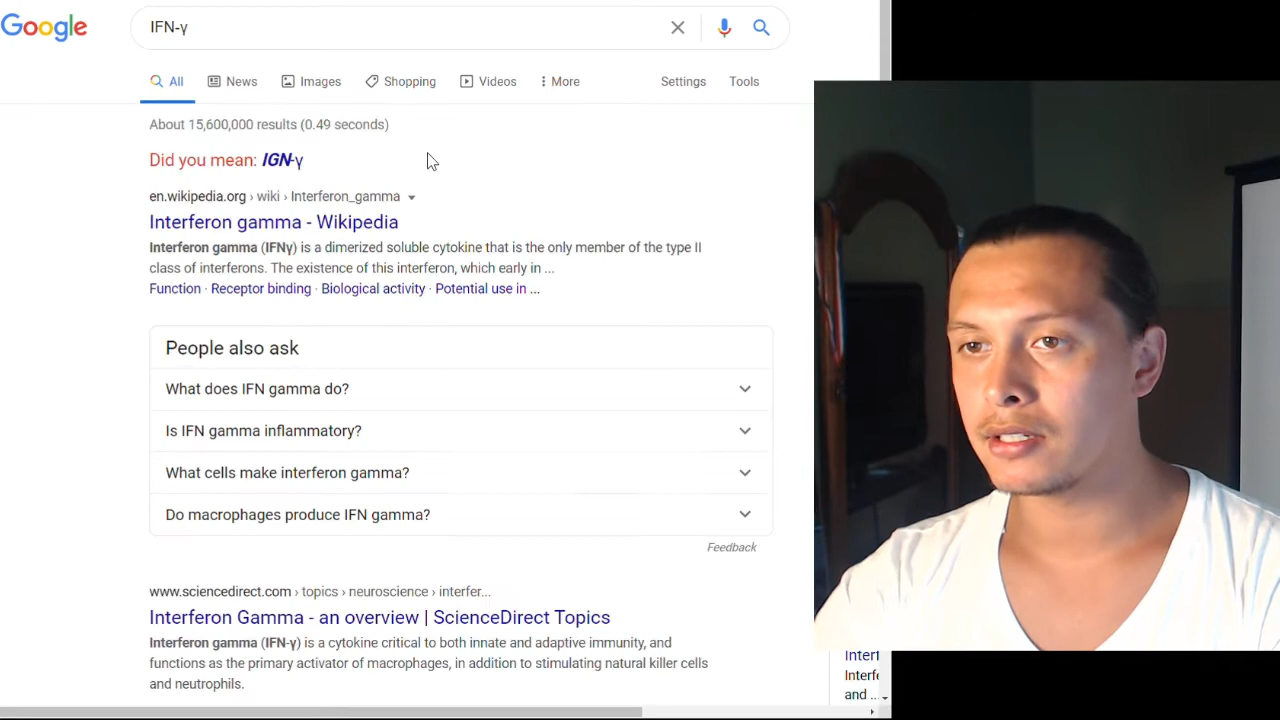 Google
IFN-γ
All
News
Images
Shopping
Videos
More
Settings
Tools
About 15,600,000 results (0.49 seconds)
Did you mean: IGN-γ
en.wikipedia.org › wiki › Interferon_gamma
Interferon gamma - Wikipedia
Interferon gamma (IFNγ) is a dimerized soluble cytokine that is the only member of the type II
class of interferons. The existence of this interferon, which early in ...
Function · Receptor binding · Biological activity · Potential use in ...
People also ask
What does IFN gamma do?
Is IFN gamma inflammatory?
What cells make interferon gamma?
Do macrophages produce IFN gamma?
Feedback
www.sciencedirect.com › topics › neuroscience › interfer...
Interferon Gamma - an overview | ScienceDirect Topics
Interferon gamma (IFN-γ) is a cytokine critical to both innate and adaptive immunity, and
functions as the primary activator of macrophages, in addition to stimulating natural killer cells
and neutrophils.
and ...